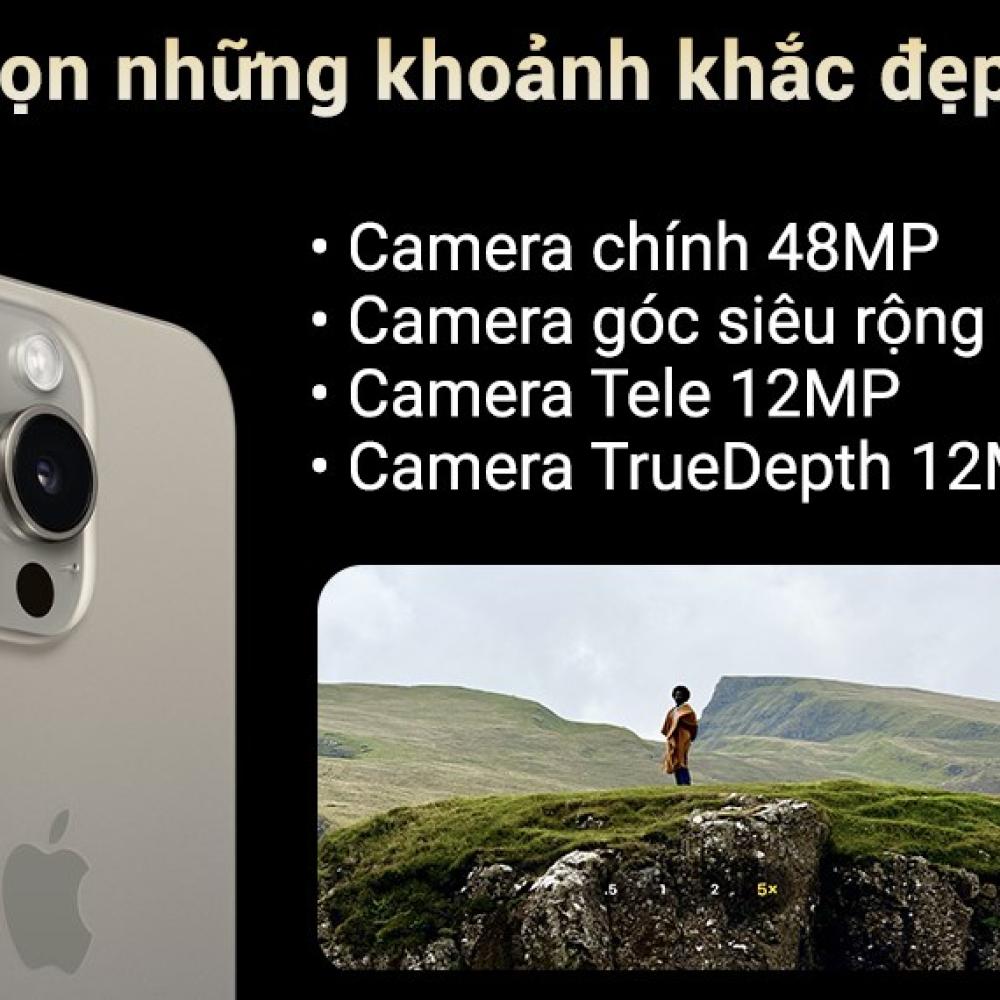 ọn những khoảnh khắc đẹp
• Camera chính 48MP
• Camera góc siêu rộng
• Camera Tele 12MP
• Camera TrueDepth 12M
.5 1 2 5×